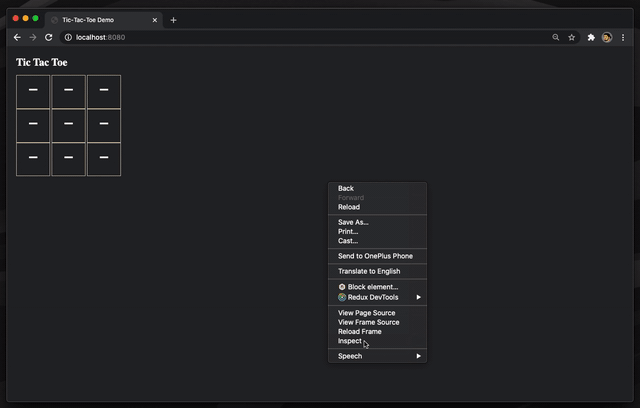 Tic-Tac-Toe Demo
localhost:8080
Tic Tac Toe
Back
Forward
Reload
Save As...
Print...
Cast...
Send to OnePlus Phone
Translate to English
Block element...
Redux DevTools
View Page Source
View Frame Source
Reload Frame
Inspect
Speech